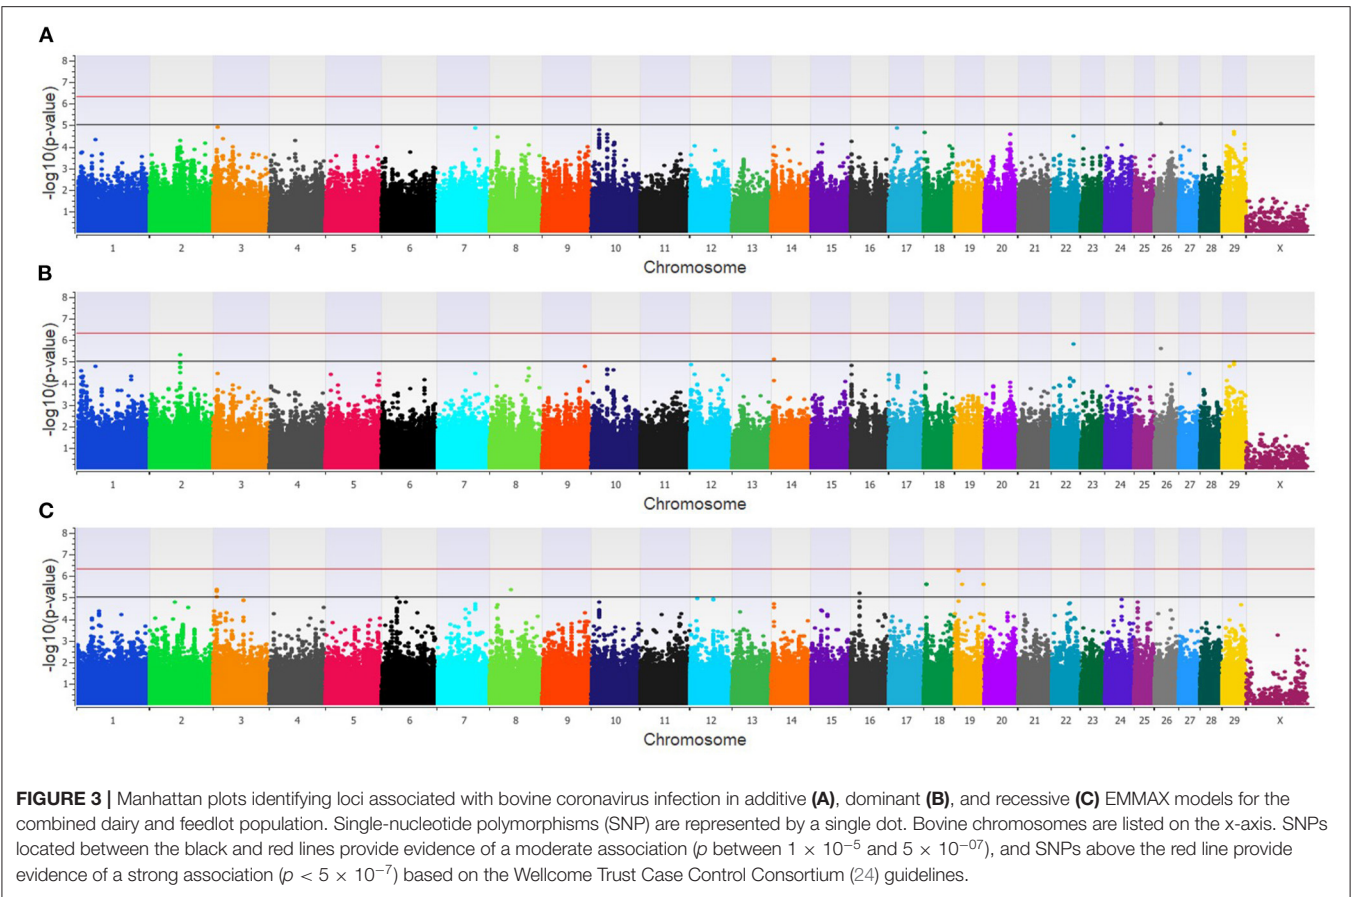 A
-log10(p-value)
8
7
6
5
4
3
2
1
1 2 3 4 5 6 7 8 9 10 11 12 13 14 15 16 17 18 19 20 21 22 23 24 25 26 27 28 29 X
Chromosome
B
-log10(p-value)
8
7
6
5
4
3
2
1
1 2 3 4 5 6 7 8 9 10 11 12 13 14 15 16 17 18 19 20 21 22 23 24 25 26 27 28 29 X
Chromosome
C
-log10(p-value)
8
7
6
5
4
3
2
1
1 2 3 4 5 6 7 8 9 10 11 12 13 14 15 16 17 18 19 20 21 22 23 24 25 26 27 28 29 X
Chromosome
FIGURE 3 | Manhattan plots identifying loci associated with bovine coronavirus infection in additive (A), dominant (B), and recessive (C) EMMAX models for the
combined dairy and feedlot population. Single-nucleotide polymorphisms (SNP) are represented by a single dot. Bovine chromosomes are listed on the x-axis. SNPs
located between the black and red lines provide evidence of a moderate association (p between 1 × 10⁻⁵ and 5 × 10⁻⁰⁷), and SNPs above the red line provide
evidence of a strong association (p < 5 × 10⁻⁷) based on the Wellcome Trust Case Control Consortium (24) guidelines.